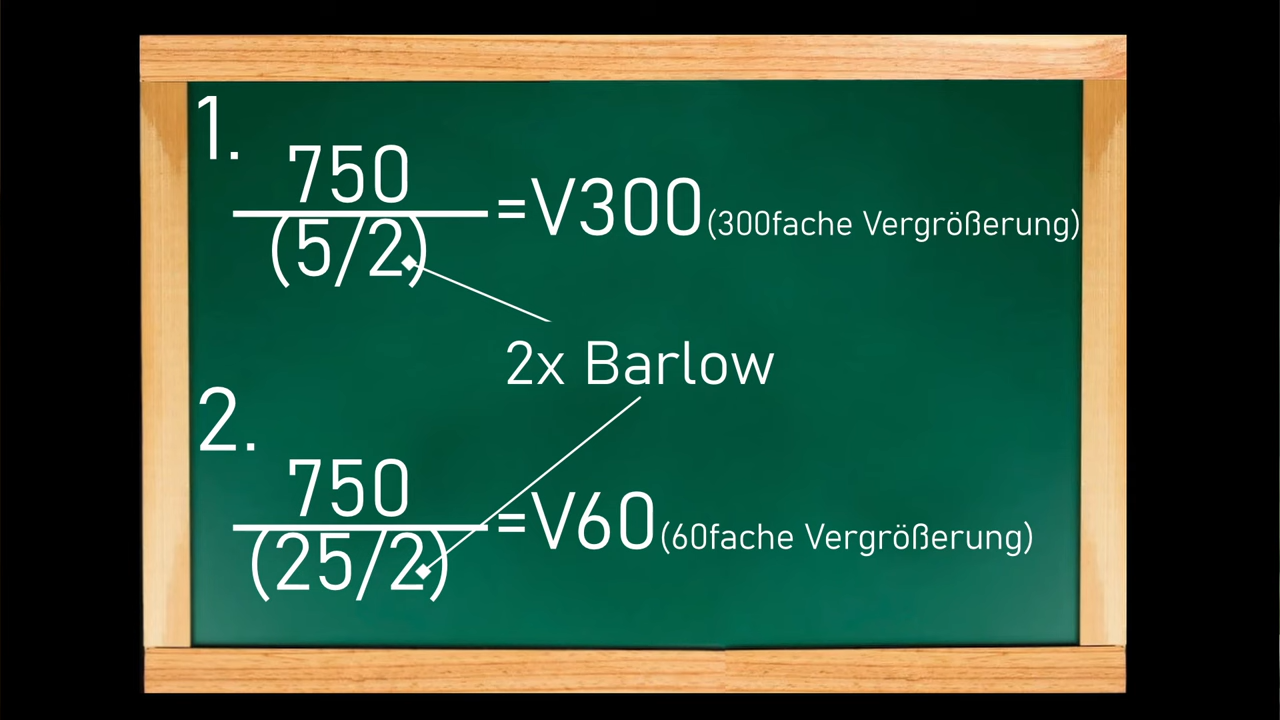 1.
750
(5/2)
=V300 (300fache Vergrößerung)
2x Barlow
2.
750
(25/2)
=V60 (60fache Vergrößerung)